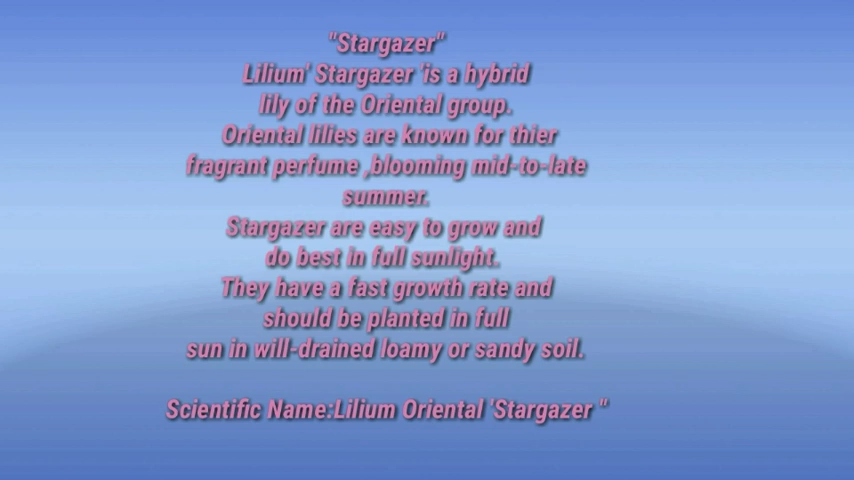 "Stargazer"
Lilium' Stargazer 'is a hybrid
lily of the Oriental group.
Oriental lilies are known for thier
fragrant perfume ,blooming mid-to-late
summer.
Stargazer are easy to grow and
do best in full sunlight.
They have a fast growth rate and
should be planted in full
sun in will-drained loamy or sandy soil.
Scientific Name:Lilium Oriental 'Stargazer "